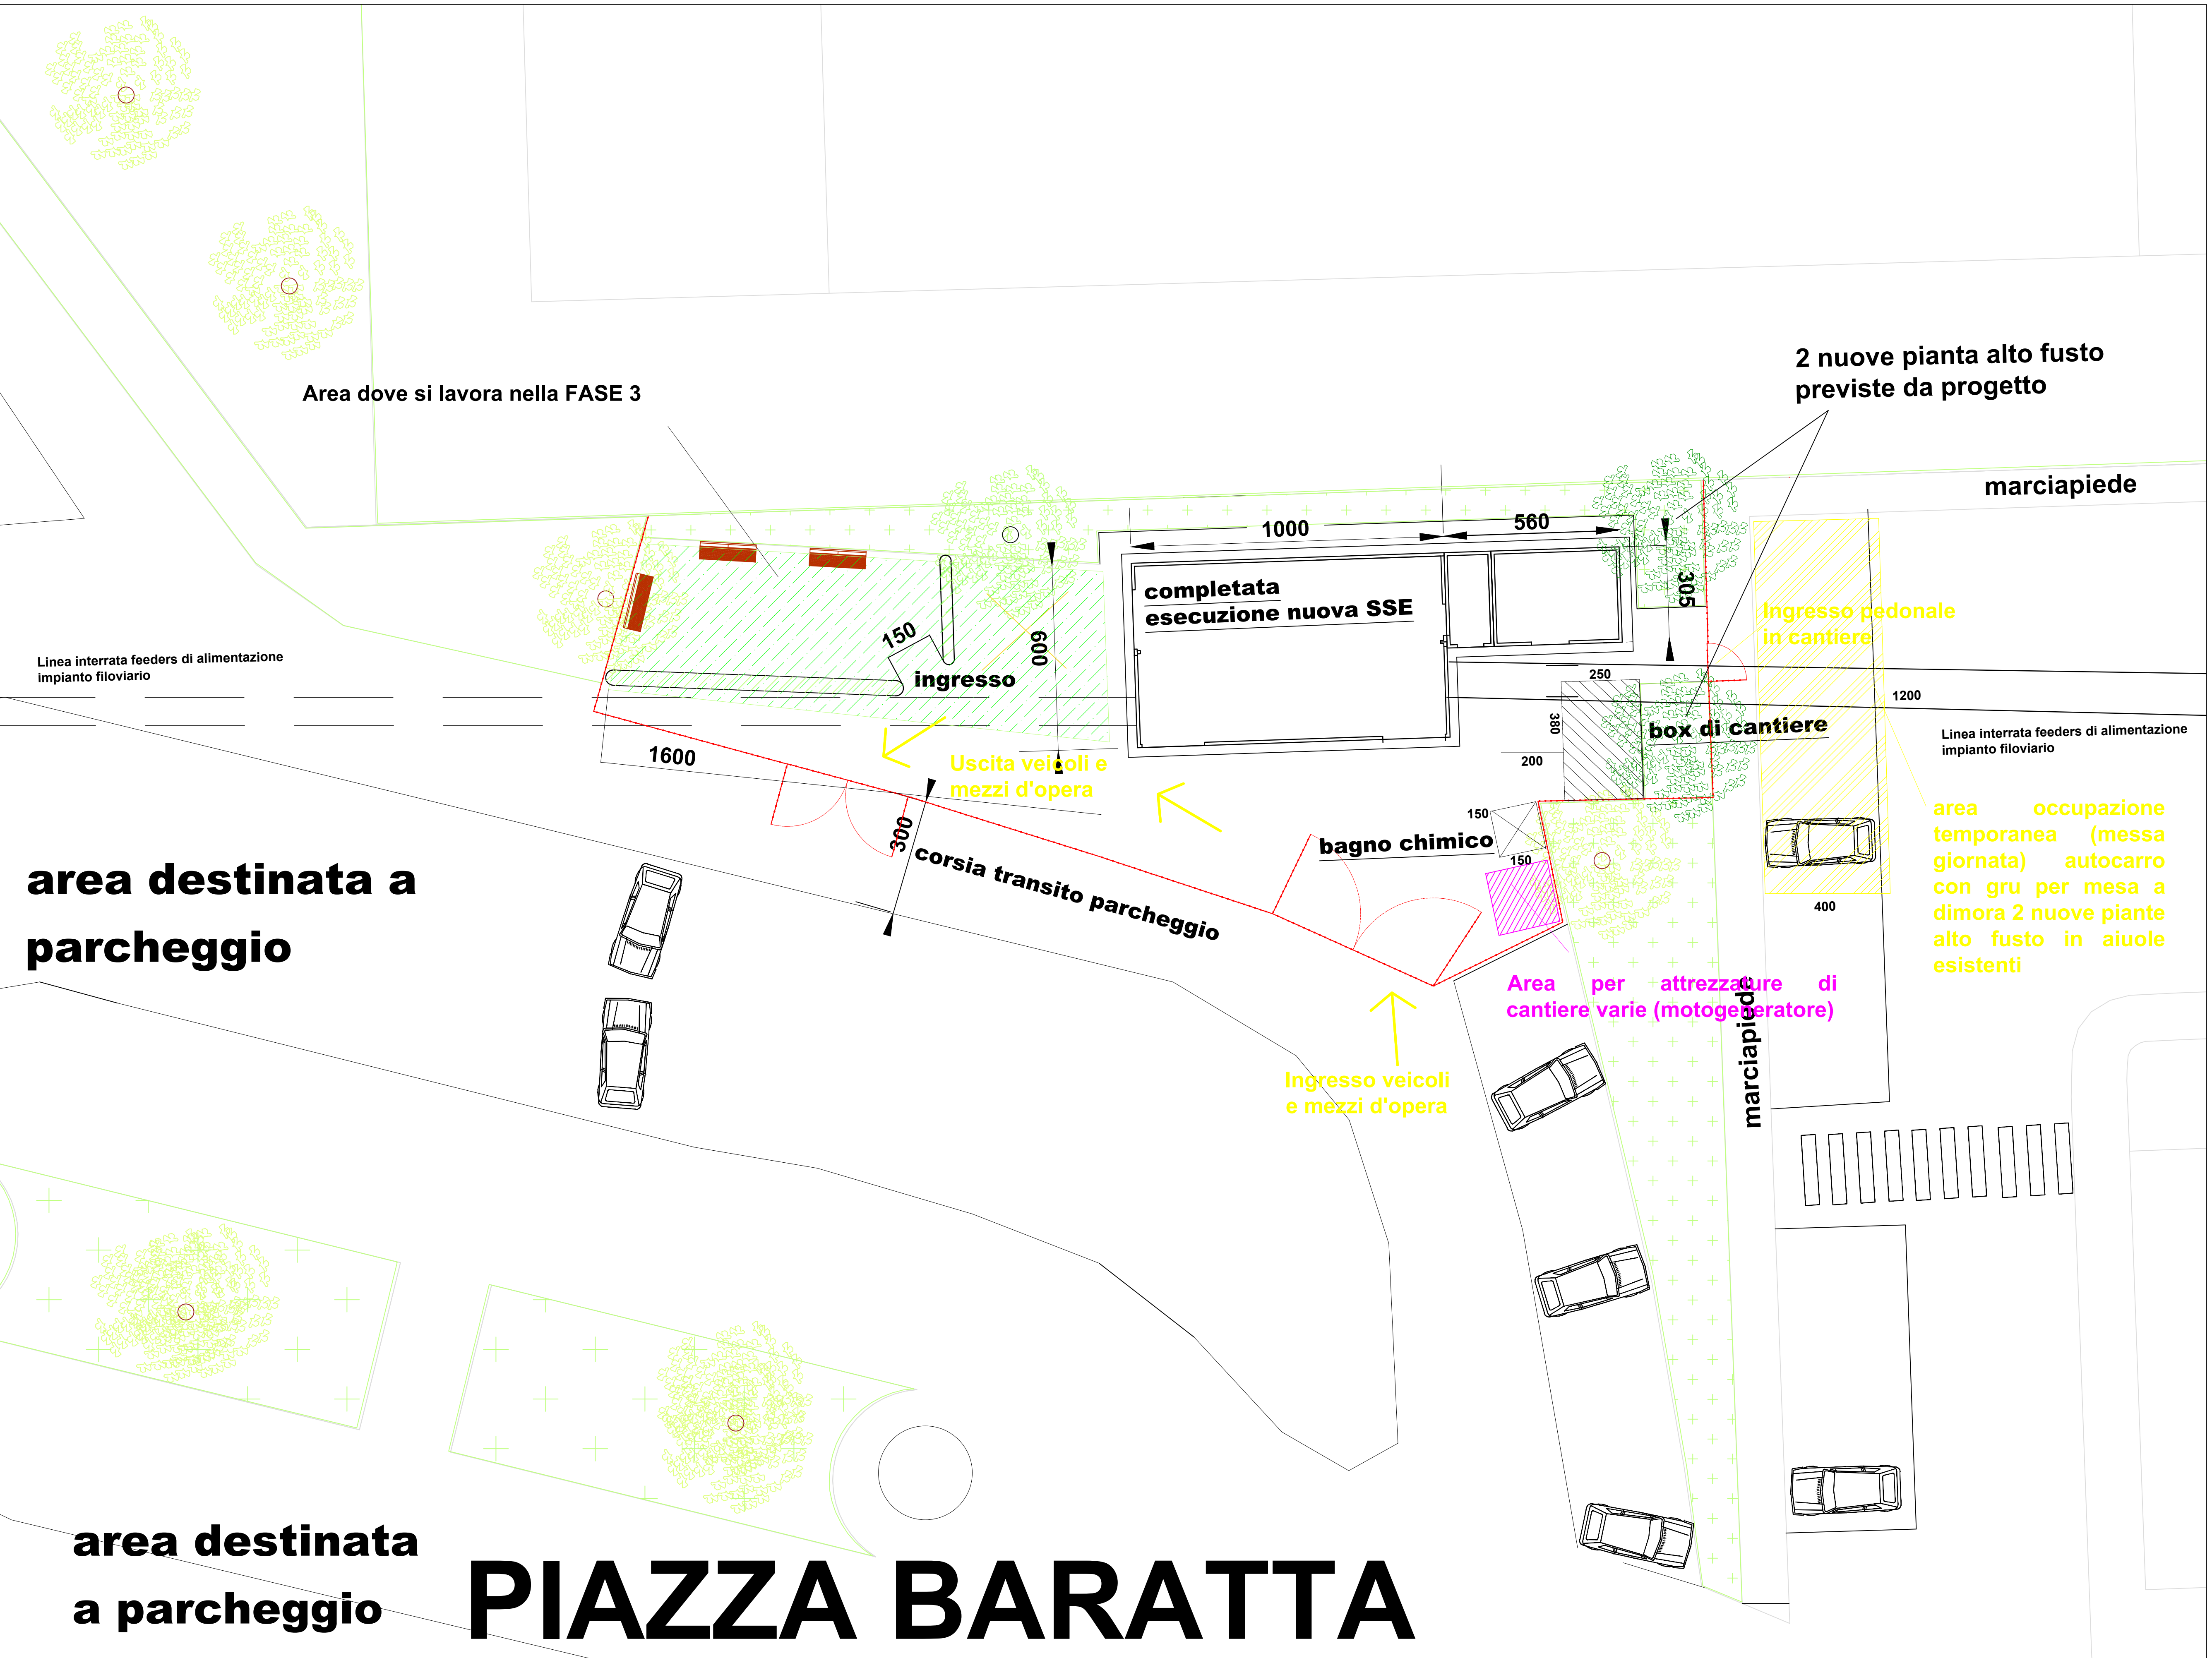 2 nuove pianta alto fusto
previste da progetto
Area dove si lavora nella FASE 3
marciapiede
1000
560
305
completata
esecuzione nuova SSE
Ingresso pedonale
in cantiere
150
600
ingresso
Linea interrata feeders di alimentazione
impianto filoviario
250
1200
380
box di cantiere
Linea interrata feeders di alimentazione
impianto filoviario
1600
Uscita veicoli e
mezzi d'opera
200
area occupazione
temporanea (messa
giornata) autocarro
con gru per mesa a
dimora 2 nuove piante
alto fusto in aiuole
esistenti
300
150
bagno chimico
150
corsia transito parcheggio
area destinata a
parcheggio
400
Area per attrezzature di
cantiere varie (motogeneratore)
marciapiede
Ingresso veicoli
e mezzi d'opera
area destinata
a parcheggio
PIAZZA BARATTA